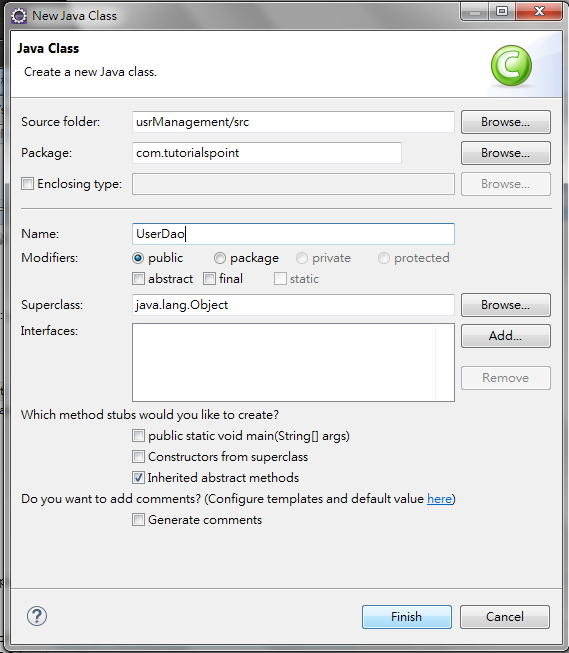 New Java Class
Java Class
Create a new Java class.
Source folder: usrManagement/src Browse...
Package: com.tutorialspoint Browse...
Enclosing type: Browse...
Name: UserDao
Modifiers: public package private protected
abstract final static
Superclass: java.lang.Object Browse...
Interfaces: Add...
Remove
Which method stubs would you like to create?
public static void main(String[] args)
Constructors from superclass
Inherited abstract methods
Do you want to add comments? (Configure templates and default value here)
Generate comments
? Finish Cancel